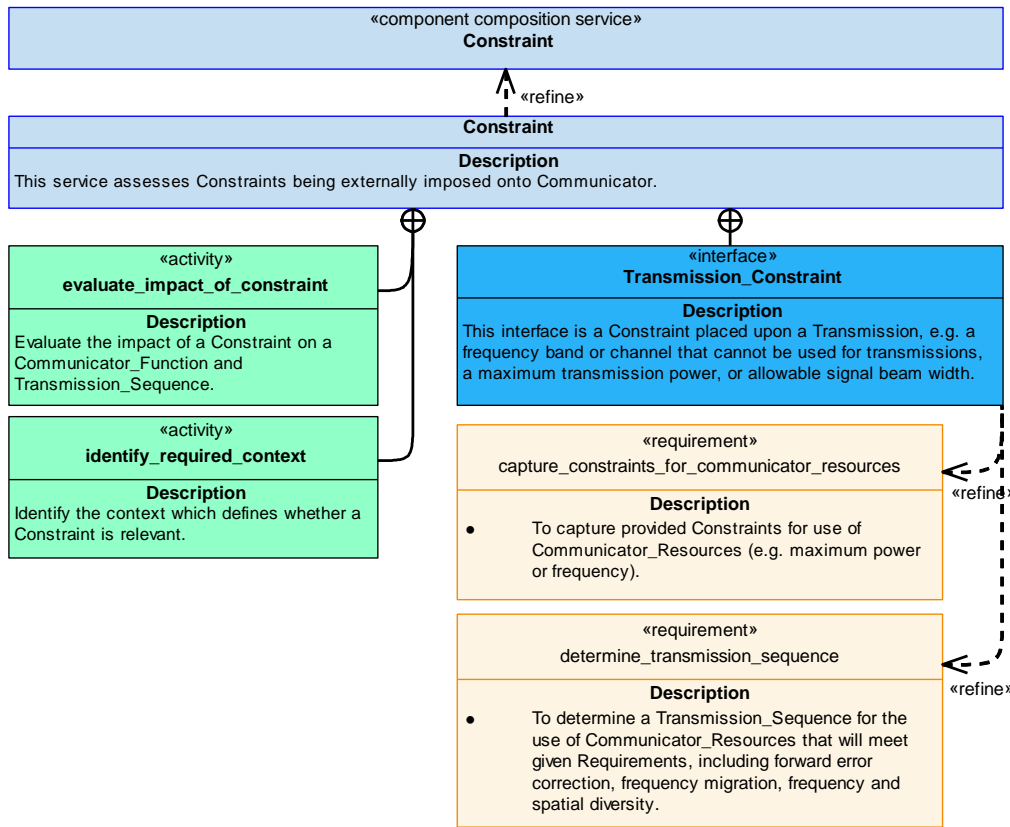 «component composition service»
Constraint
«refine»
Constraint
Description
This service assesses Constraints being externally imposed onto Communicator.
«activity»
evaluate_impact_of_constraint
Description
Evaluate the impact of a Constraint on a
Communicator_Function and
Transmission_Sequence.
«activity»
identify_required_context
Description
Identify the context which defines whether a
Constraint is relevant.
«interface»
Transmission_Constraint
Description
This interface is a Constraint placed upon a Transmission, e.g. a
frequency band or channel that cannot be used for transmissions,
a maximum transmission power, or allowable signal beam width.
«requirement»
capture_constraints_for_communicator_resources
«refine»
Description
● To capture provided Constraints for use of
Communicator_Resources (e.g. maximum power
or frequency).
«requirement»
determine_transmission_sequence
«refine»
Description
● To determine a Transmission_Sequence for the
use of Communicator_Resources that will meet
given Requirements, including forward error
correction, frequency migration, frequency and
spatial diversity.